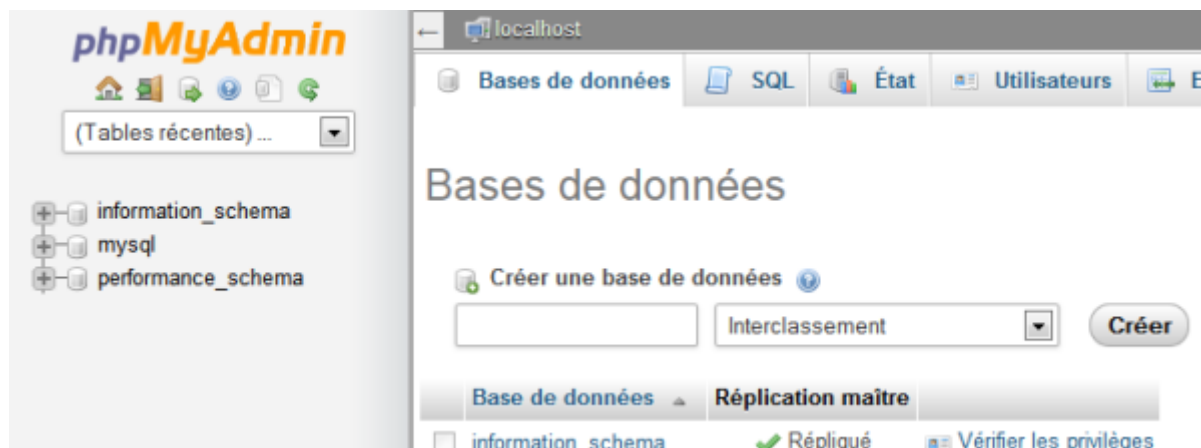 phpMyAdmin
(Tables récentes) ...
information_schema
mysql
performance_schema
localhost
Bases de données SQL État Utilisateurs E
Bases de données
Créer une base de données
Interclassement Créer
Base de données Réplication maître
information_schema Répliqué Vérifier les privilèges